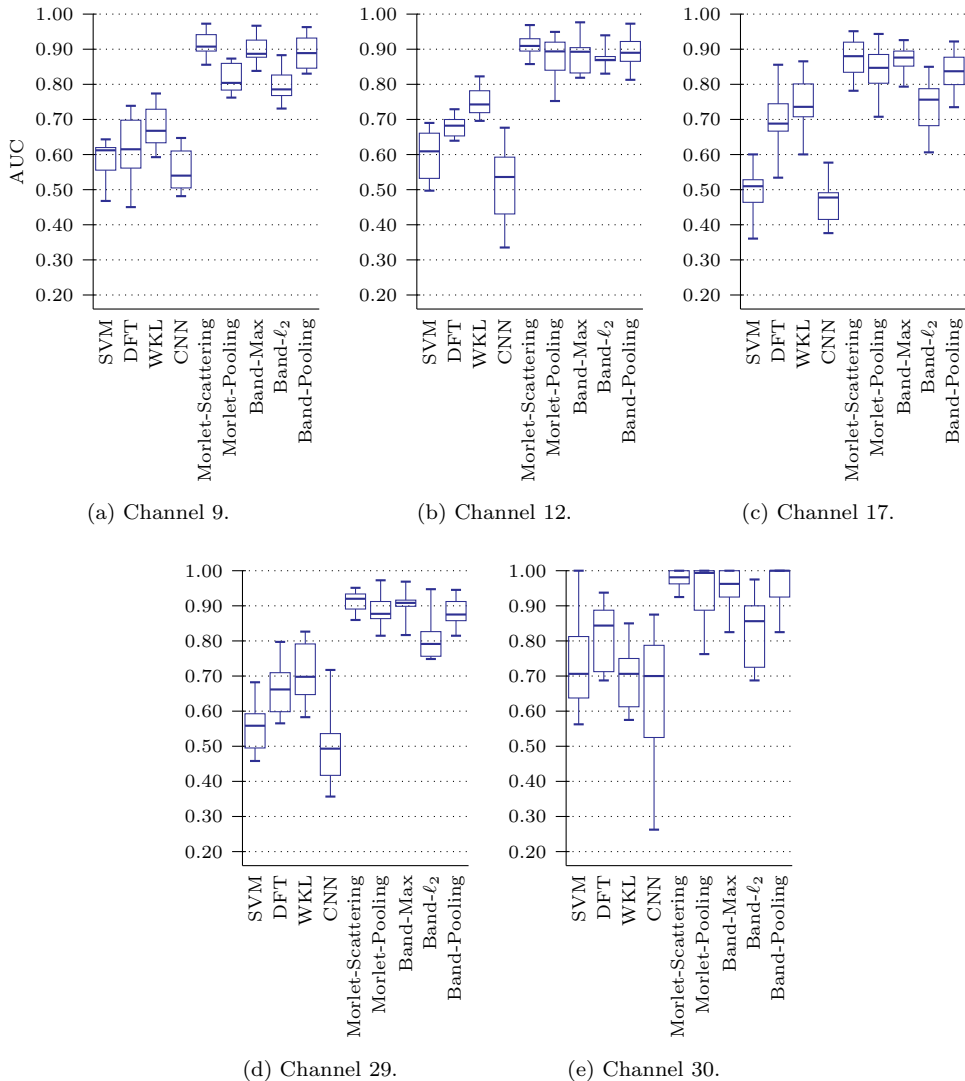 1.00
0.90
0.80
0.70
0.60
0.50
0.40
0.30
0.20
AUC
SVM
DFT
WKL
CNN
Morlet-Scattering
Morlet-Pooling
Band-Max
Band-ℓ₂
Band-Pooling
(a) Channel 9.
1.00
0.90
0.80
0.70
0.60
0.50
0.40
0.30
0.20
SVM
DFT
WKL
CNN
Morlet-Scattering
Morlet-Pooling
Band-Max
Band-ℓ₂
Band-Pooling
(b) Channel 12.
1.00
0.90
0.80
0.70
0.60
0.50
0.40
0.30
0.20
SVM
DFT
WKL
CNN
Morlet-Scattering
Morlet-Pooling
Band-Max
Band-ℓ₂
Band-Pooling
(c) Channel 17.
1.00
0.90
0.80
0.70
0.60
0.50
0.40
0.30
0.20
SVM
DFT
WKL
CNN
Morlet-Scattering
Morlet-Pooling
Band-Max
Band-ℓ₂
Band-Pooling
(d) Channel 29.
1.00
0.90
0.80
0.70
0.60
0.50
0.40
0.30
0.20
SVM
DFT
WKL
CNN
Morlet-Scattering
Morlet-Pooling
Band-Max
Band-ℓ₂
Band-Pooling
(e) Channel 30.